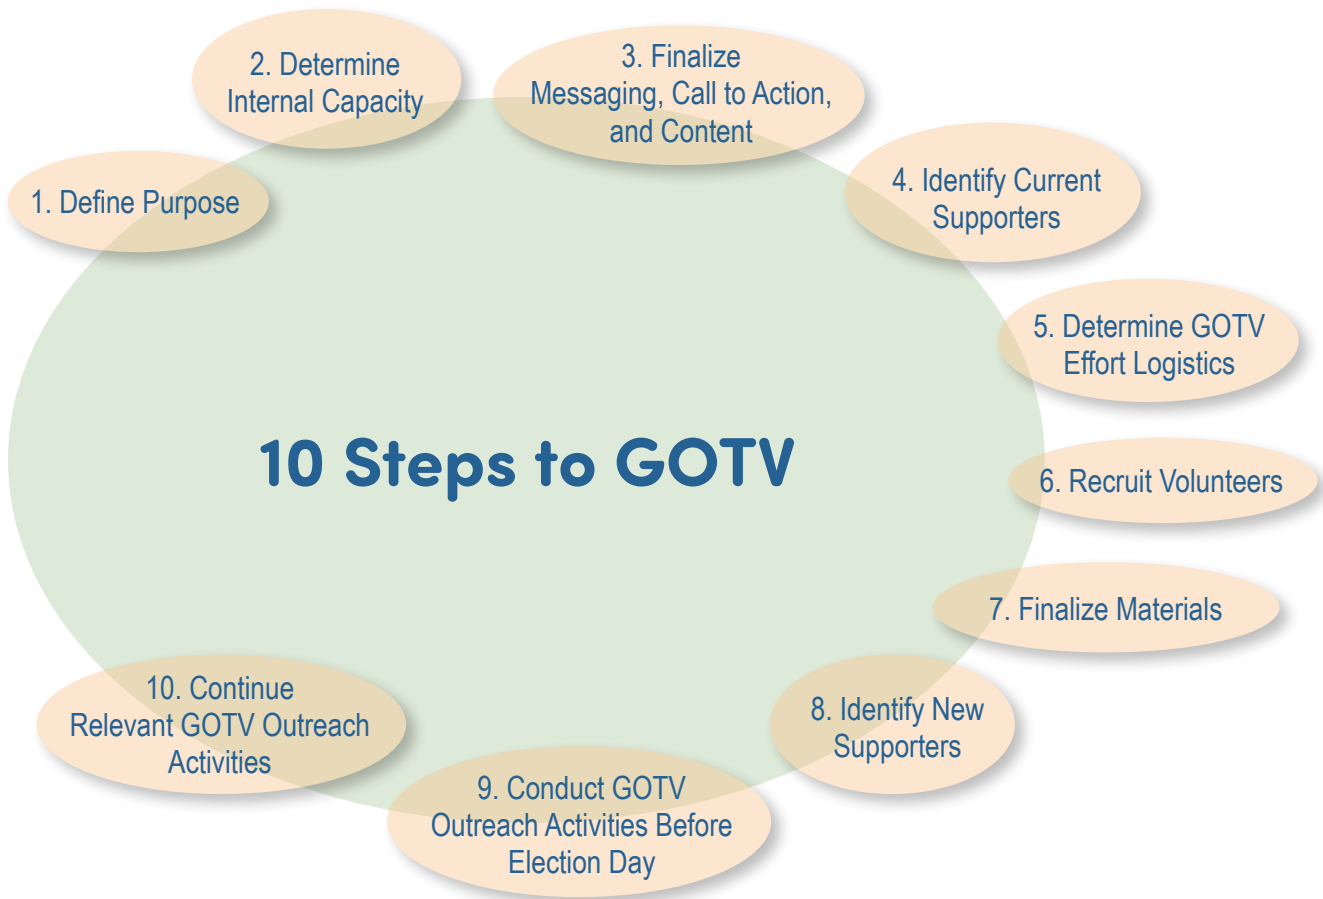 2. Determine
Internal Capacity
3. Finalize
Messaging, Call to Action,
and Content
1. Define Purpose
4. Identify Current
Supporters
5. Determine GOTV
Effort Logistics
10 Steps to GOTV
6. Recruit Volunteers
7. Finalize Materials
8. Identify New
Supporters
10. Continue
Relevant GOTV Outreach
Activities
9. Conduct GOTV
Outreach Activities Before
Election Day